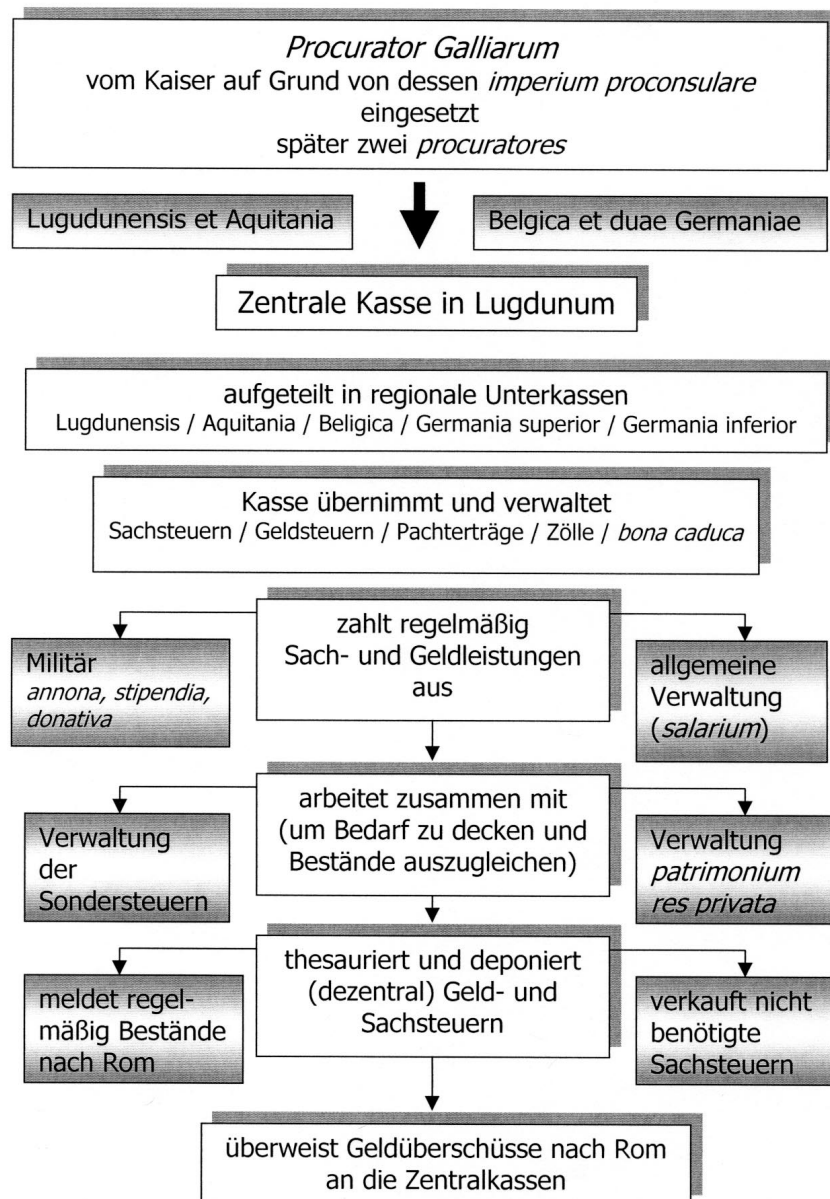 Procurator Galliarum
vom Kaiser auf Grund von dessen imperium proconsulare
eingesetzt
später zwei procuratores
Lugudunensis et Aquitania
Belgica et duae Germaniae
Zentrale Kasse in Lugdunum
aufgeteilt in regionale Unterkassen
Lugdunensis / Aquitania / Beligica / Germania superior / Germania inferior
Kasse übernimmt und verwaltet
Sachsteuern / Geldsteuern / Pachterträge / Zölle / bona caduca
zahlt regelmäßig
Sach- und Geldleistungen
aus
Militär
annona, stipendia,
donativa
allgemeine
Verwaltung
(salarium)
arbeitet zusammen mit
(um Bedarf zu decken und
Bestände auszugleichen)
Verwaltung
der
Sondersteuern
Verwaltung
patrimonium
res privata
thesauriert und deponiert
(dezentral) Geld- und
Sachsteuern
meldet regel-
mäßig Bestände
nach Rom
verkauft nicht
benötigte
Sachsteuern
überweist Geldüberschüsse nach Rom
an die Zentralkassen